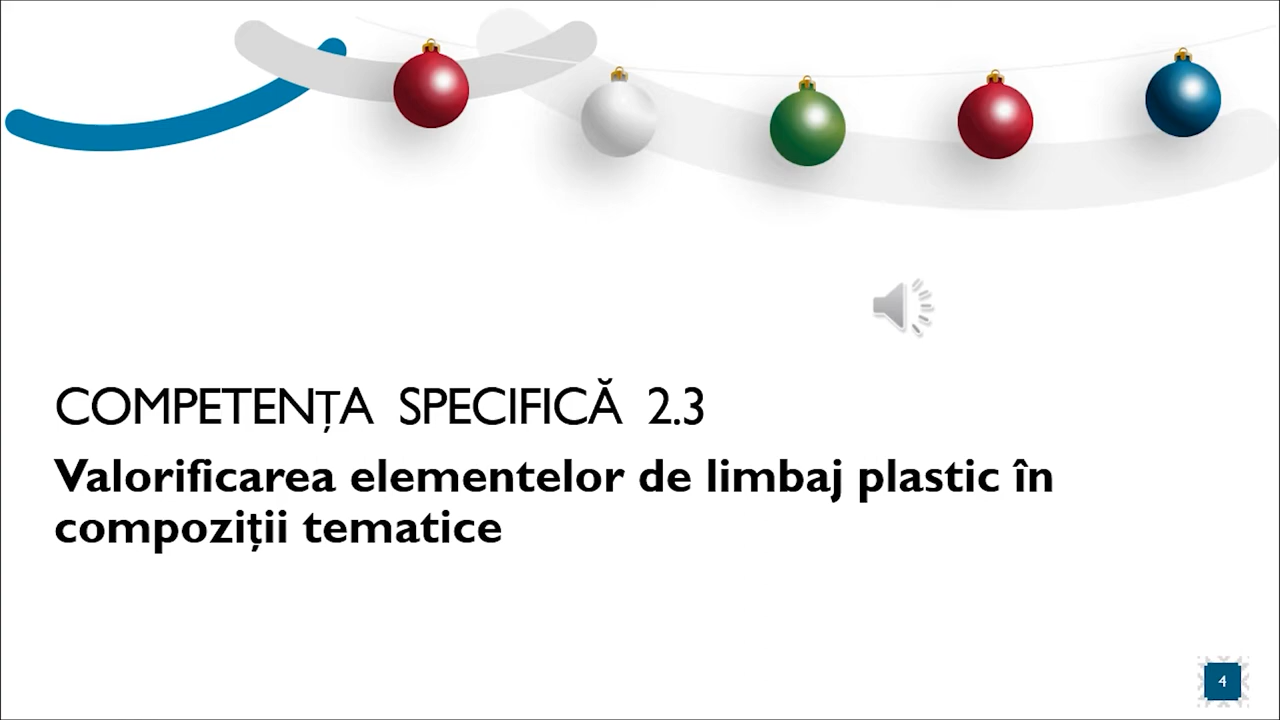 COMPETENȚA SPECIFICĂ 2.3
Valorificarea elementelor de limbaj plastic în
compoziții tematice
4